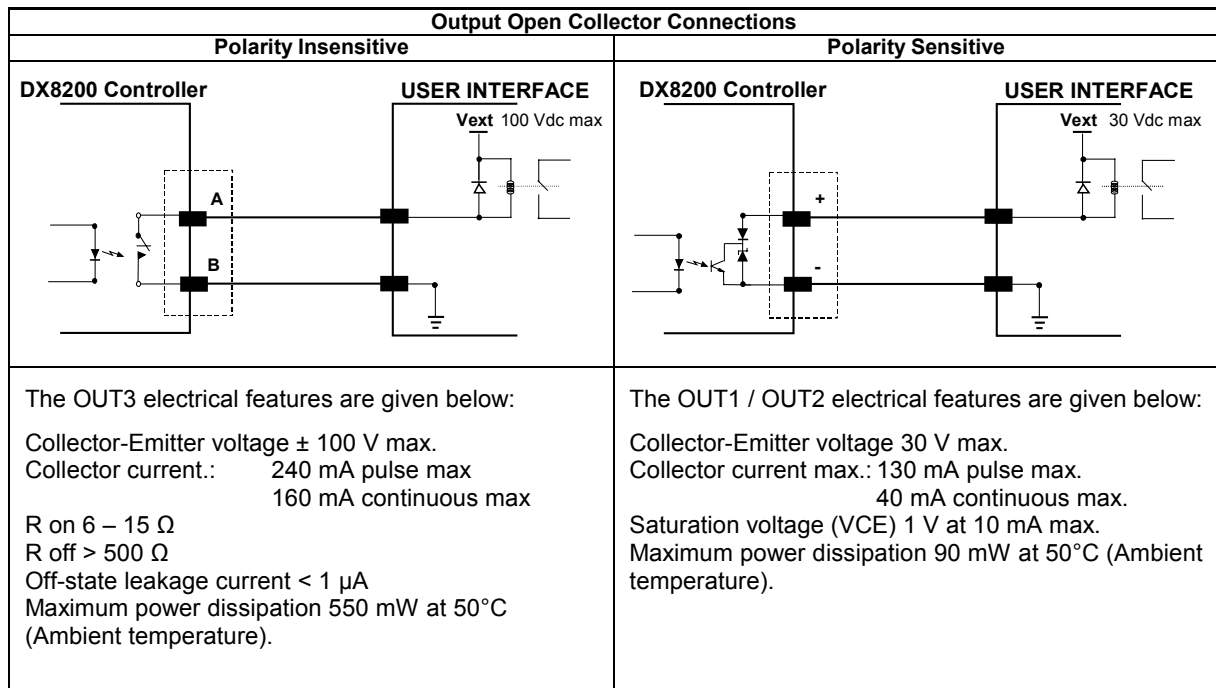 Output Open Collector Connections
Polarity Insensitive
Polarity Sensitive
DX8200 Controller
USER INTERFACE
Vext 100 Vdc max
A
B
DX8200 Controller
USER INTERFACE
Vext 30 Vdc max
+
-
The OUT3 electrical features are given below:
Collector-Emitter voltage ± 100 V max.
Collector current.: 240 mA pulse max
160 mA continuous max
R on 6 – 15 Ω
R off > 500 Ω
Off-state leakage current < 1 µA
Maximum power dissipation 550 mW at 50°C
(Ambient temperature).
The OUT1 / OUT2 electrical features are given below:
Collector-Emitter voltage 30 V max.
Collector current max.: 130 mA pulse max.
40 mA continuous max.
Saturation voltage (VCE) 1 V at 10 mA max.
Maximum power dissipation 90 mW at 50°C (Ambient
temperature).